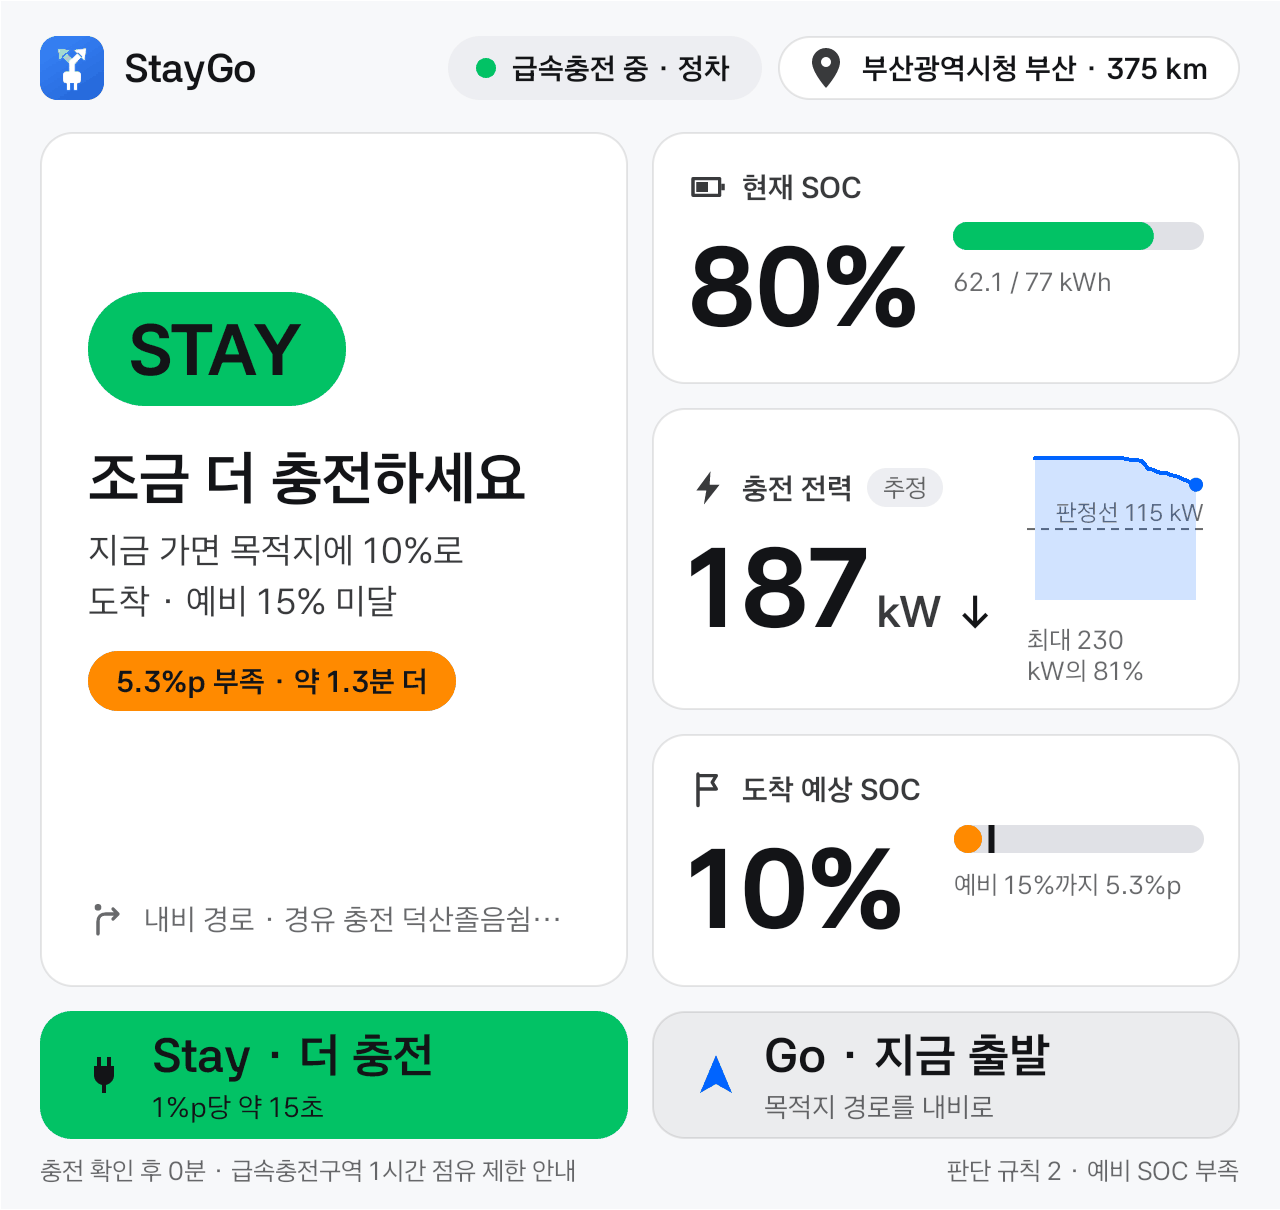 StayGo
급속충전 중 · 정차
부산광역시청 부산 · 375 km
STAY
조금 더 충전하세요
지금 가면 목적지에 10%로
도착 · 예비 15% 미달
5.3%p 부족 · 약 1.3분 더
내비 경로 · 경유 충전 덕산졸음쉼···
현재 SOC
80%
62.1 / 77 kWh
충전 전력
추정
187 kW ↓
판정선 115 kW
최대 230
kW의 81%
도착 예상 SOC
10%
예비 15%까지 5.3%p
Stay · 더 충전
1%p당 약 15초
Go · 지금 출발
목적지 경로를 내비로
충전 확인 후 0분 · 급속충전구역 1시간 점유 제한 안내
판단 규칙 2 · 예비 SOC 부족